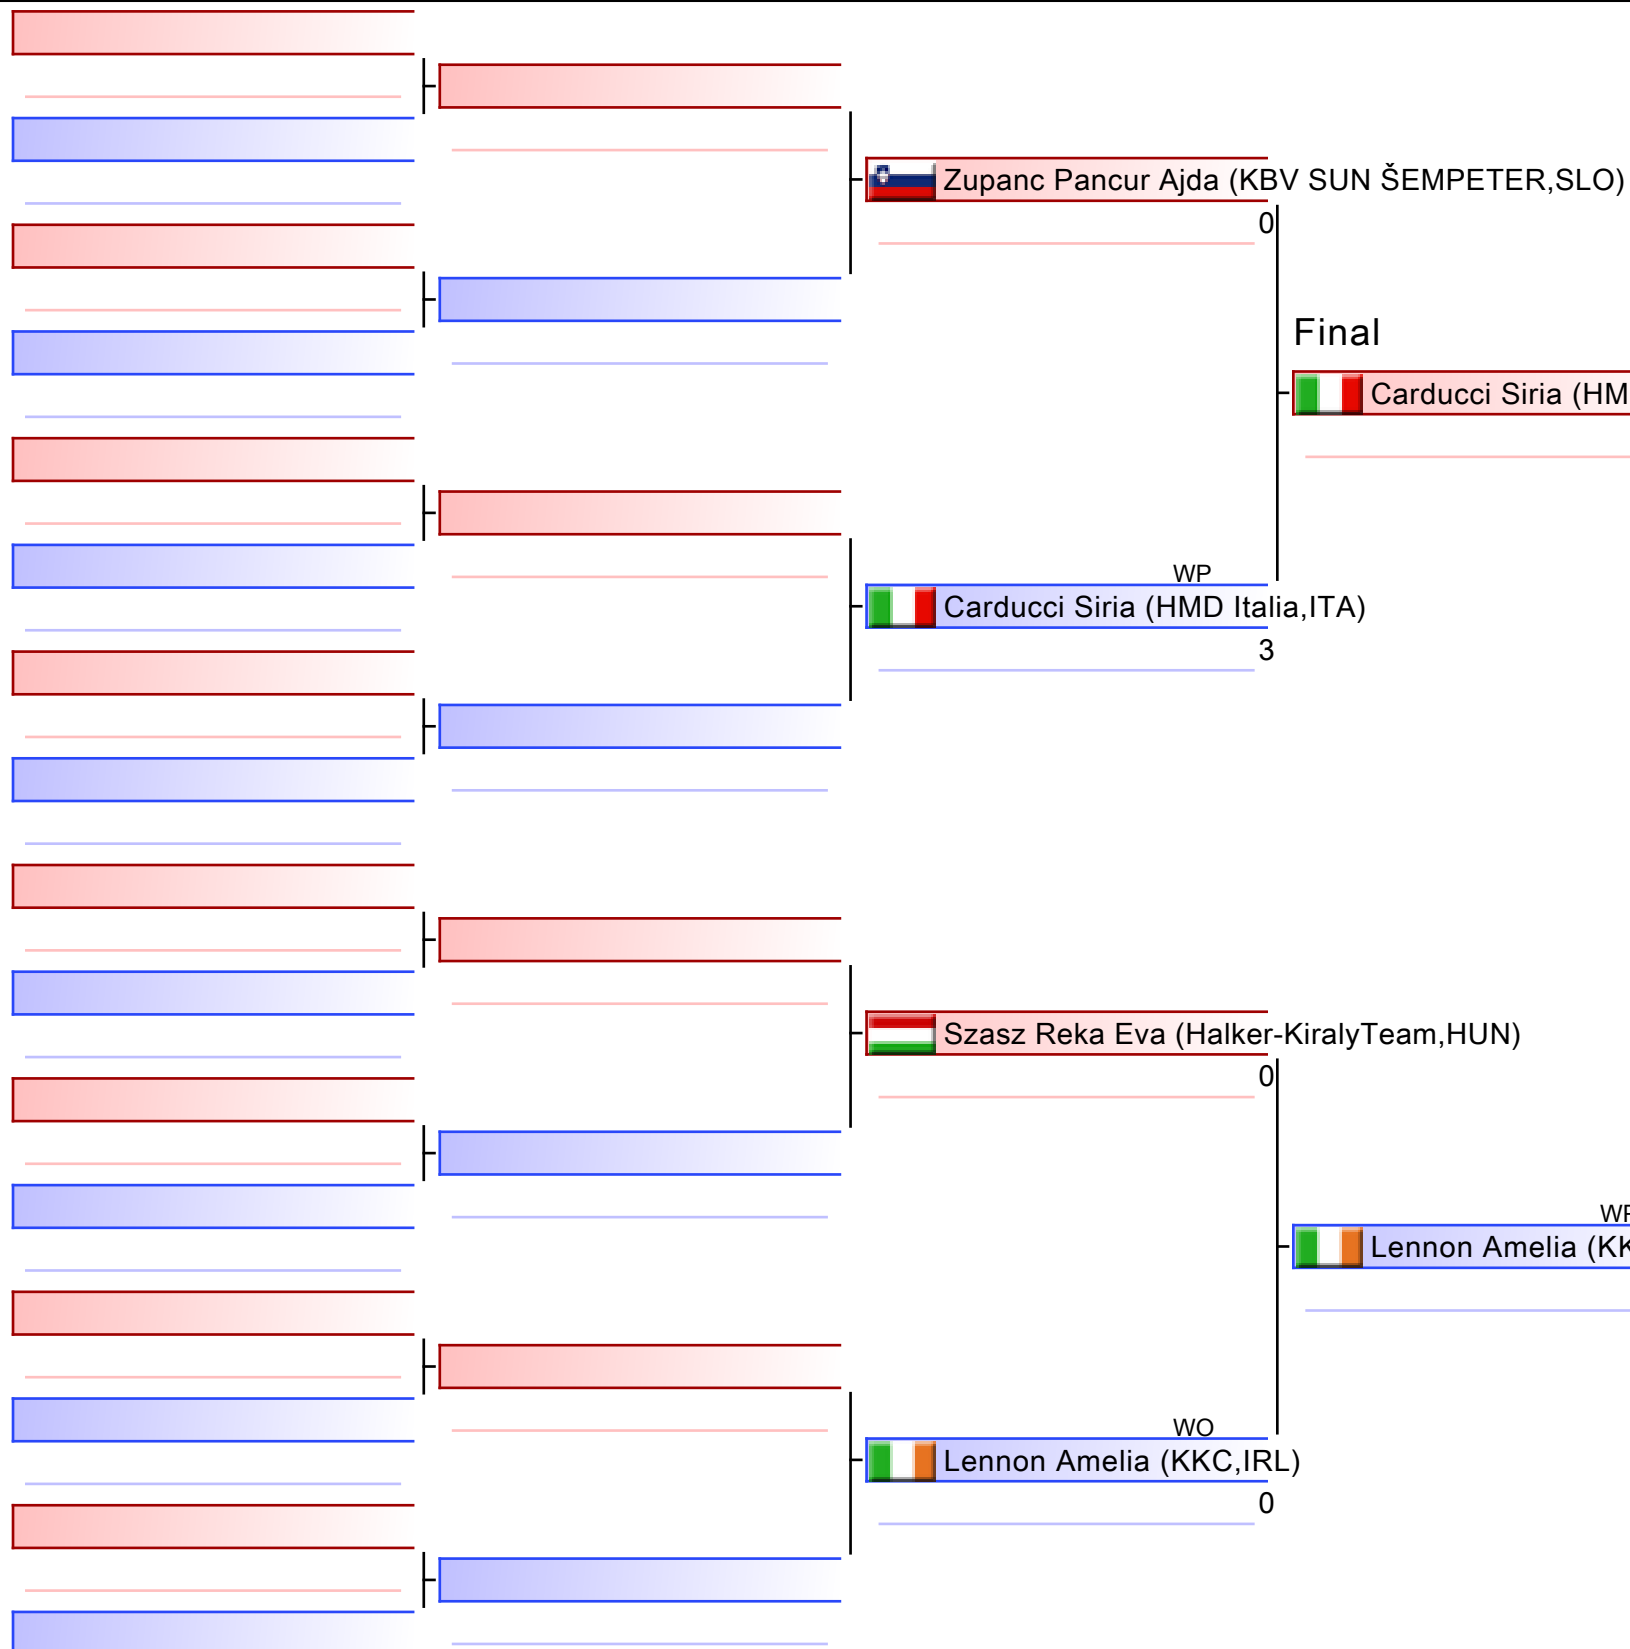 Zupanc Pancur Ajda (KBV SUN ŠEMPETER,SLO)
0
Final
Carducci Siria (HM
WP
Carducci Siria (HMD Italia,ITA)
3
Szasz Reka Eva (Halker-KiralyTeam,HUN)
0
WP
Lennon Amelia (KK
WO
Lennon Amelia (KKC,IRL)
0